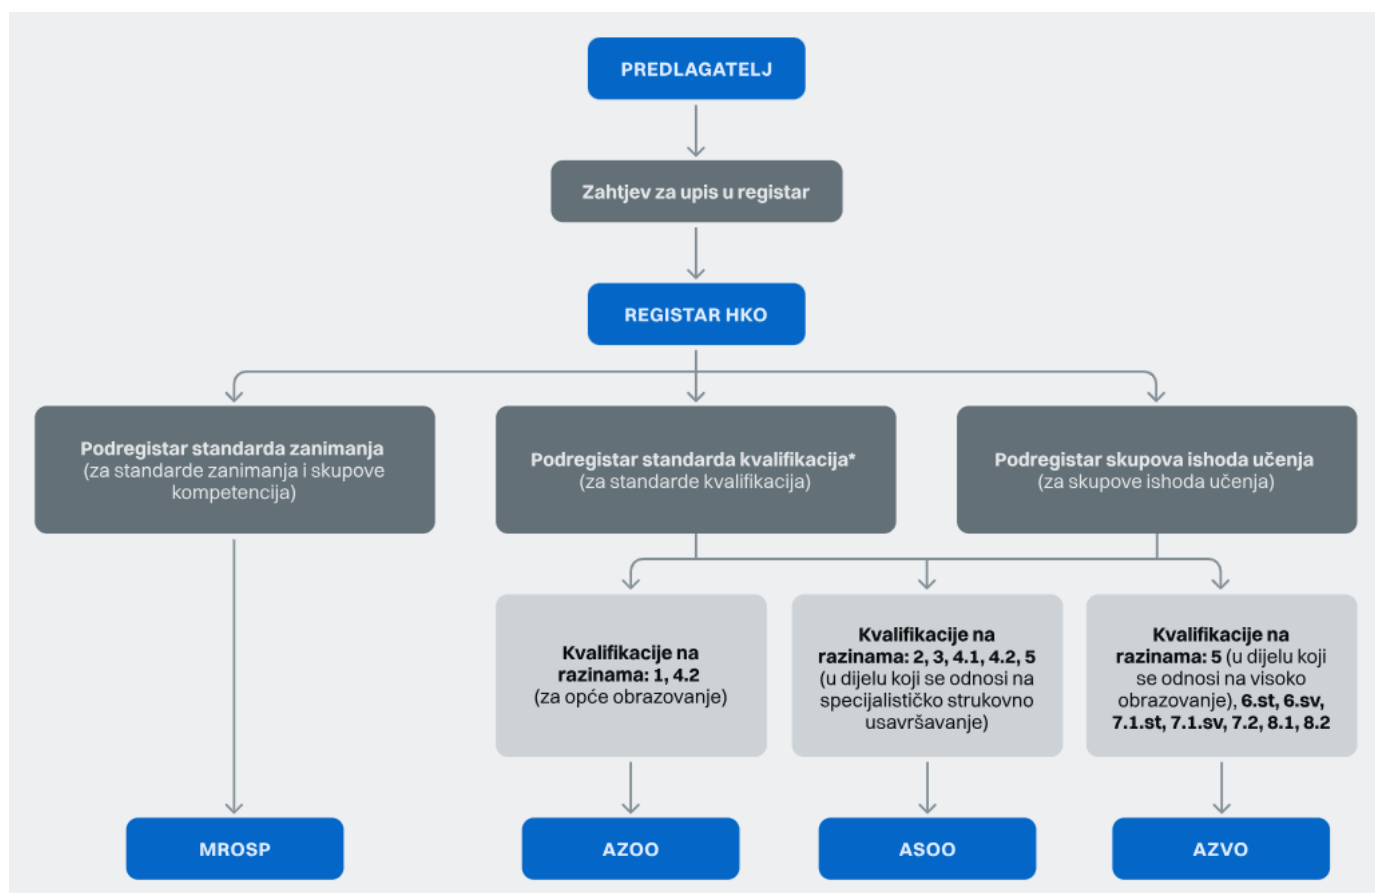 PREDLAGATELJ
Zahtjev za upis u registar
REGISTAR HKO
Podregistar standarda zanimanja
(za standarde zanimanja i skupove
kompetencija)
Podregistar standarda kvalifikacija*
(za standarde kvalifikacija)
Podregistar skupova ishoda učenja
(za skupove ishoda učenja)
Kvalifikacije na
razinama: 1, 4.2
(za opće obrazovanje)
Kvalifikacije na
razinama: 2, 3, 4.1, 4.2, 5
(u dijelu koji se odnosi na
specijalističko strukovno
usavršavanje)
Kvalifikacije na
razinama: 5 (u dijelu koji
se odnosi na visoko
obrazovanje), 6.st, 6.sv,
7.1.st, 7.1.sv, 7.2, 8.1, 8.2
MROSP
AZOO
ASOO
AZVO